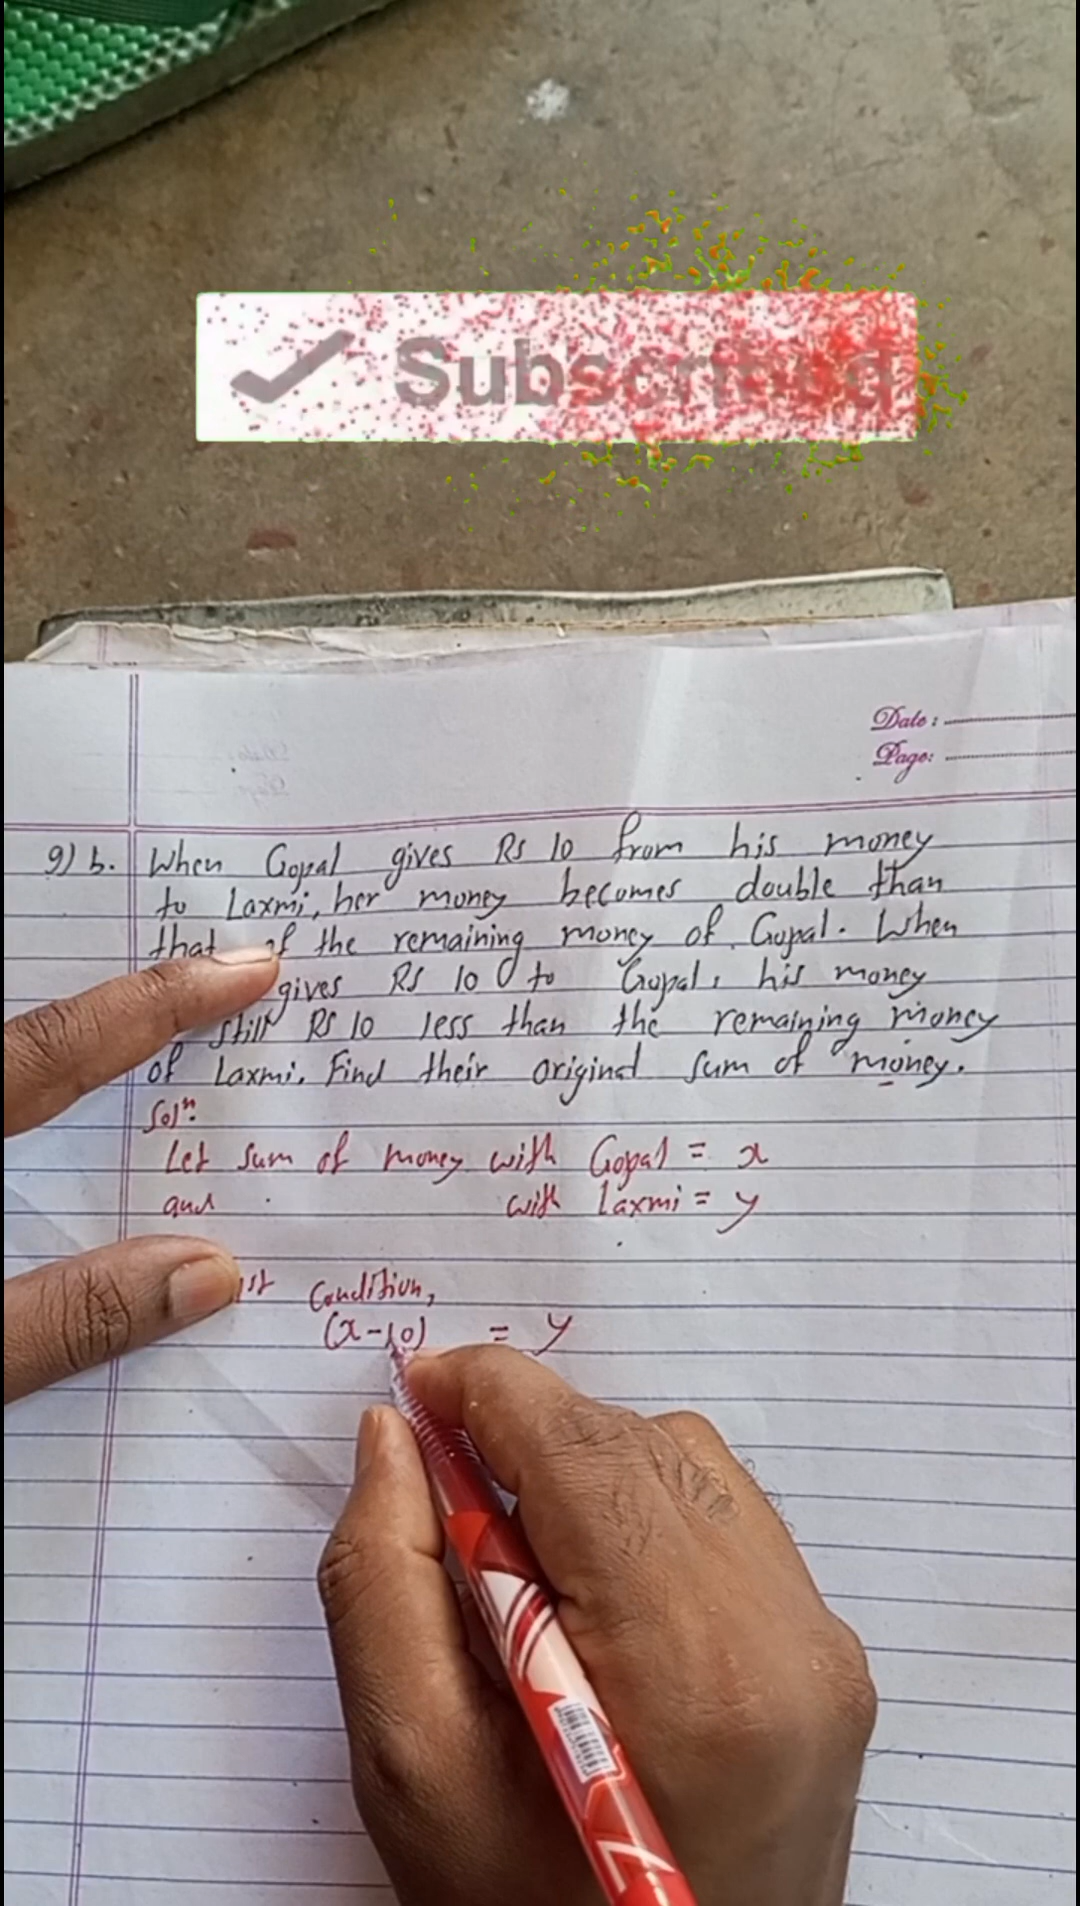 Subscribed
Date:
Page:
9) b. When Gopal gives Rs 10 from his money
to Laxmi, her money becomes double than
that of the remaining money of Gopal. When
gives Rs 10 to Gopal, his money
still Rs 10 less than the remaining money
of Laxmi. Find their original sum of money.
Solⁿ:
Let sum of money with Gopal = x
and with Laxmi = y
1st Condition,
(x-10) = y